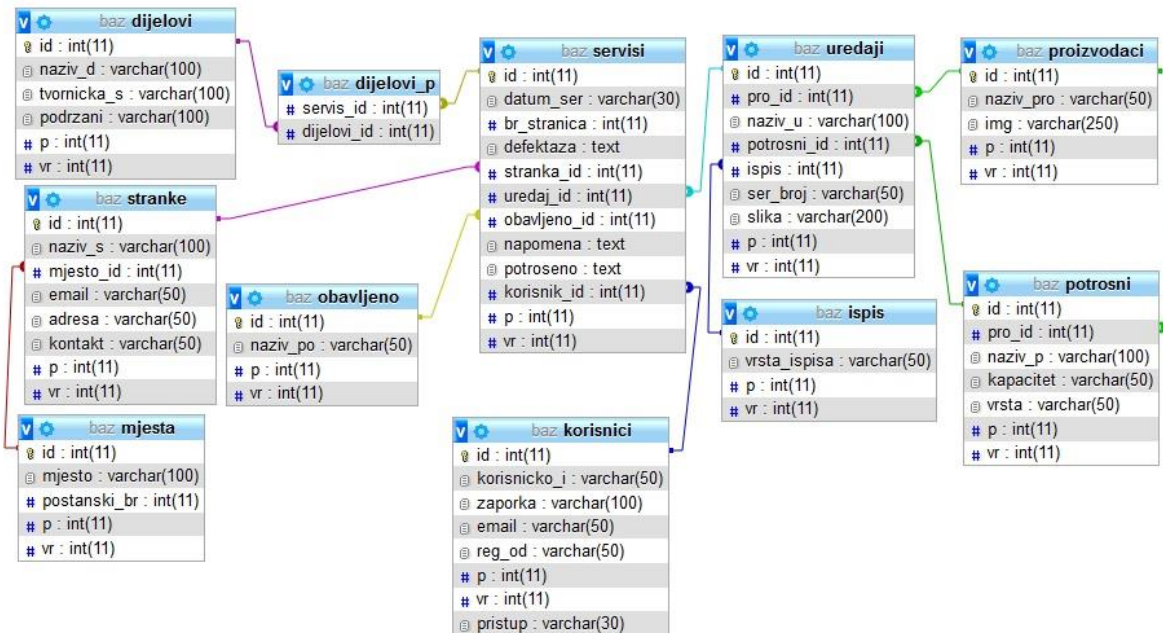 baz dijelovi
id : int(11)
naziv_d : varchar(100)
tvornicka_s : varchar(100)
podrzani : varchar(100)
# p : int(11)
# vr : int(11)
baz dijelovi_p
# servis_id : int(11)
# dijelovi_id : int(11)
baz servisi
id : int(11)
datum_ser : varchar(30)
# br_stranica : int(11)
defektaza : text
# stranka_id : int(11)
# uredaj_id : int(11)
# obavljeno_id : int(11)
napomena : text
potroseno : text
# korisnik_id : int(11)
# p : int(11)
# vr : int(11)
baz uredaji
id : int(11)
# pro_id : int(11)
naziv_u : varchar(100)
# potrosni_id : int(11)
# ispis : int(11)
ser_broj : varchar(50)
slika : varchar(200)
# p : int(11)
# vr : int(11)
baz proizvodaci
id : int(11)
naziv_pro : varchar(50)
img : varchar(250)
# p : int(11)
# vr : int(11)
baz stranke
id : int(11)
naziv_s : varchar(100)
# mjesto_id : int(11)
email : varchar(50)
adresa : varchar(50)
kontakt : varchar(50)
# p : int(11)
# vr : int(11)
baz obavljeno
id : int(11)
naziv_po : varchar(50)
# p : int(11)
# vr : int(11)
baz ispis
id : int(11)
vrsta_ispisa : varchar(50)
# p : int(11)
# vr : int(11)
baz potrosni
id : int(11)
# pro_id : int(11)
naziv_p : varchar(100)
kapacitet : varchar(50)
vrsta : varchar(50)
# p : int(11)
# vr : int(11)
baz mjesta
id : int(11)
mjesto : varchar(100)
# postanski_br : int(11)
# p : int(11)
# vr : int(11)
baz korisnici
id : int(11)
korisnicko_i : varchar(50)
zaporka : varchar(100)
email : varchar(50)
reg_od : varchar(50)
# p : int(11)
# vr : int(11)
pristup : varchar(30)